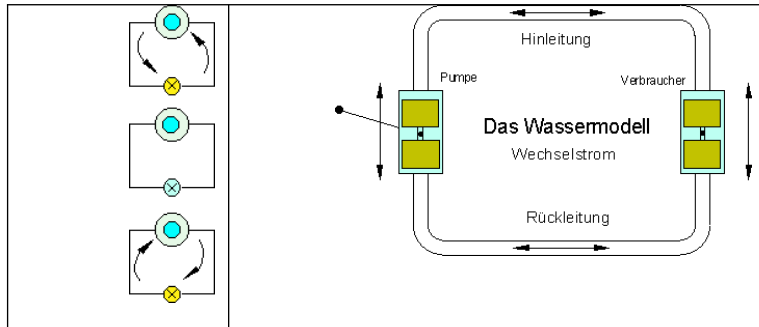 Hinleitung
Pumpe
Verbraucher
Das Wassermodell
Wechselstrom
Rückleitung